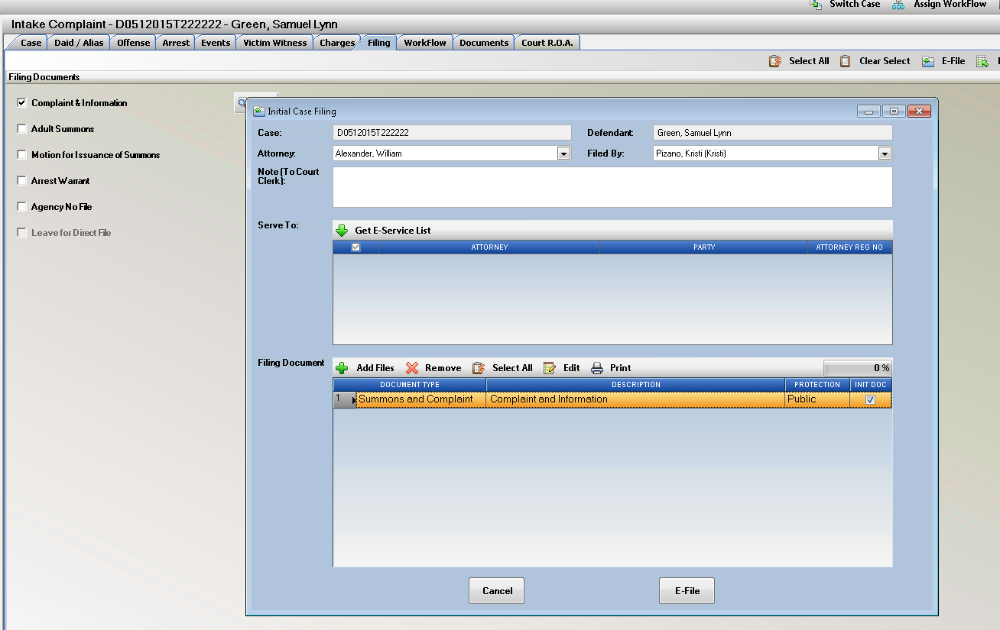 Switch Case Assign WorkFlow
Intake Complaint - D0512015T222222 - Green, Samuel Lynn
Case Daid / Alias Offense Arrest Events Victim Witness Charges Filing WorkFlow Documents Court R.O.A.
Select All Clear Select E-File
Filing Documents
Complaint & Information
Adult Summons
Motion for Issuance of Summons
Arrest Warrant
Agency No File
Leave for Direct File
Initial Case Filing
Case: D0512015T222222 Defendant: Green, Samuel Lynn
Attorney: Alexander, William Filed By: Pizano, Kristi (Kristi)
Note (To Court
Clerk):
Serve To: Get E-Service List
ATTORNEY PARTY ATTORNEY REG NO
Filing Document Add Files Remove Select All Edit Print 0 %
DOCUMENT TYPE DESCRIPTION PROTECTION INIT DOC
1 Summons and Complaint Complaint and Information Public
Cancel E-File